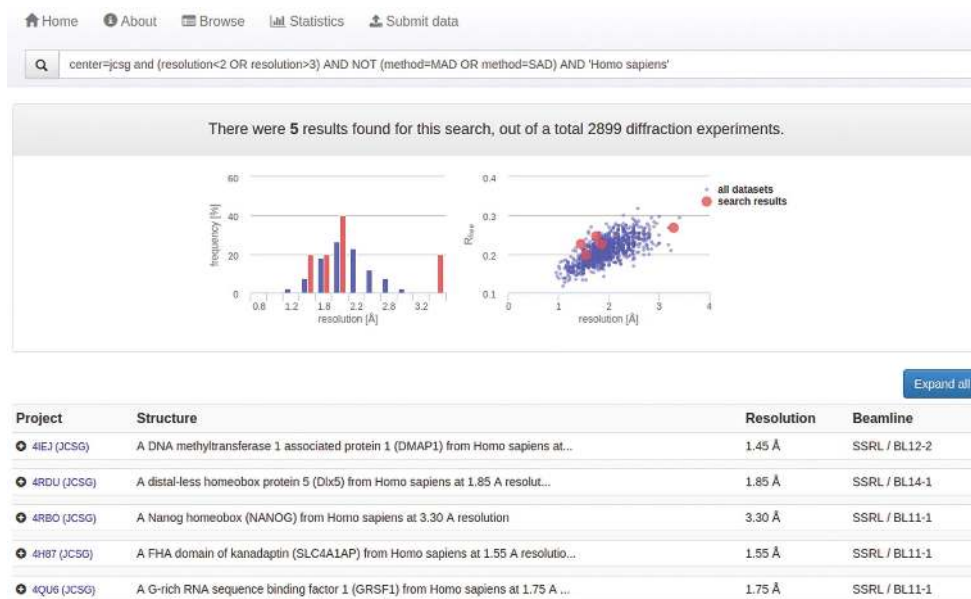 Home About Browse Statistics Submit data
center=jcsg and (resolution<2 OR resolution>3) AND NOT (method=MAD OR method=SAD) AND 'Homo sapiens'
There were 5 results found for this search, out of a total 2899 diffraction experiments.
60
40
20
0
frequency [%]
0.8 1.2 1.8 2.2 2.8 3.2
resolution [Å]
0.4
0.3
0.2
0.1
Rfree
0 1 2 3 4
resolution [Å]
all datasets
search results
Expand all
Project Structure Resolution Beamline
4IEJ (JCSG) A DNA methyltransferase 1 associated protein 1 (DMAP1) from Homo sapiens at... 1.45 Å SSRL / BL12-2
4RDU (JCSG) A distal-less homeobox protein 5 (Dlx5) from Homo sapiens at 1.85 A resolut... 1.85 Å SSRL / BL14-1
4RBO (JCSG) A Nanog homeobox (NANOG) from Homo sapiens at 3.30 A resolution 3.30 Å SSRL / BL11-1
4H87 (JCSG) A FHA domain of kanadaptin (SLC4A1AP) from Homo sapiens at 1.55 A resolutio... 1.55 Å SSRL / BL11-1
4QU6 (JCSG) A G-rich RNA sequence binding factor 1 (GRSF1) from Homo sapiens at 1.75 A ... 1.75 Å SSRL / BL11-1